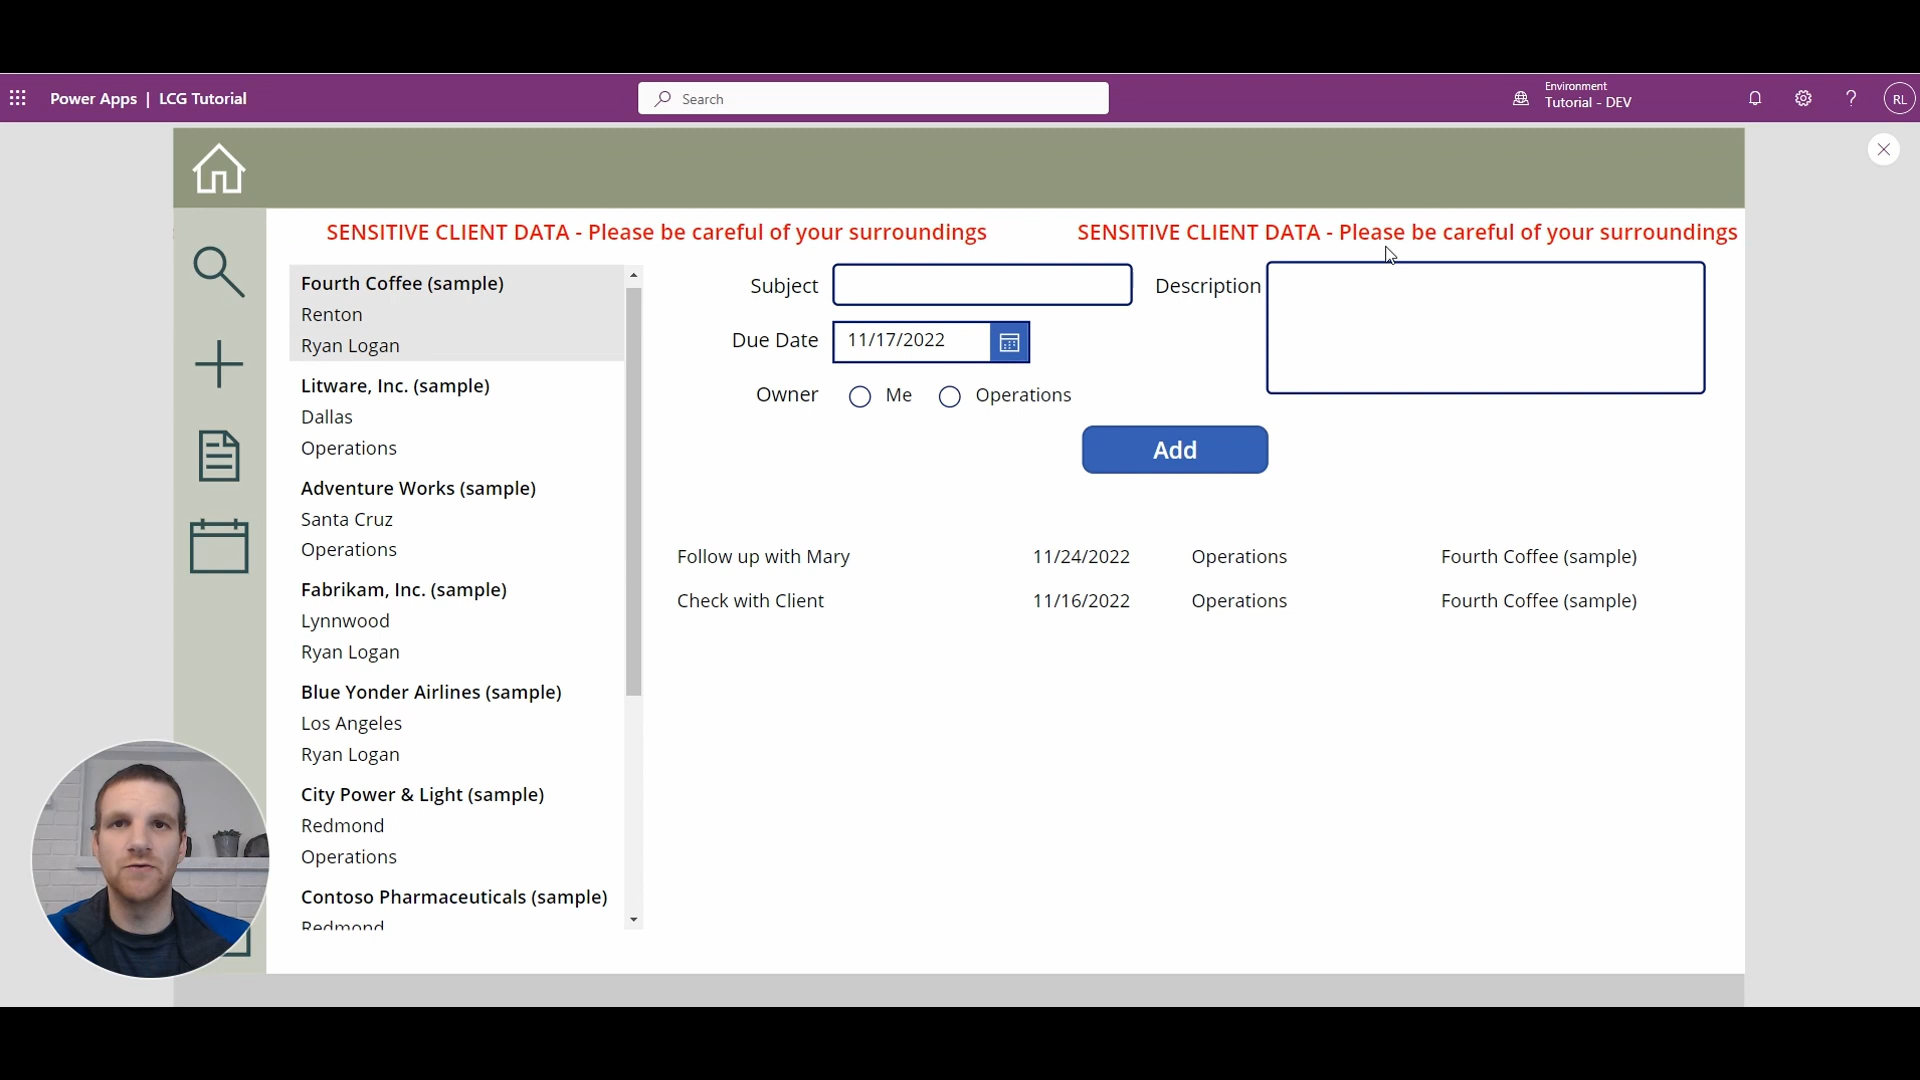 Power Apps | LCG Tutorial
Search
Environment
Tutorial - DEV
?
RL
SENSITIVE CLIENT DATA - Please be careful of your surroundings
SENSITIVE CLIENT DATA - Please be careful of your surroundings
Fourth Coffee (sample)
Renton
Ryan Logan
Litware, Inc. (sample)
Dallas
Operations
Adventure Works (sample)
Santa Cruz
Operations
Fabrikam, Inc. (sample)
Lynnwood
Ryan Logan
Blue Yonder Airlines (sample)
Los Angeles
Ryan Logan
City Power & Light (sample)
Redmond
Operations
Contoso Pharmaceuticals (sample)
Redmond
Subject
Description
Due Date 11/17/2022
Owner Me Operations
Add
Follow up with Mary 11/24/2022 Operations Fourth Coffee (sample)
Check with Client 11/16/2022 Operations Fourth Coffee (sample)